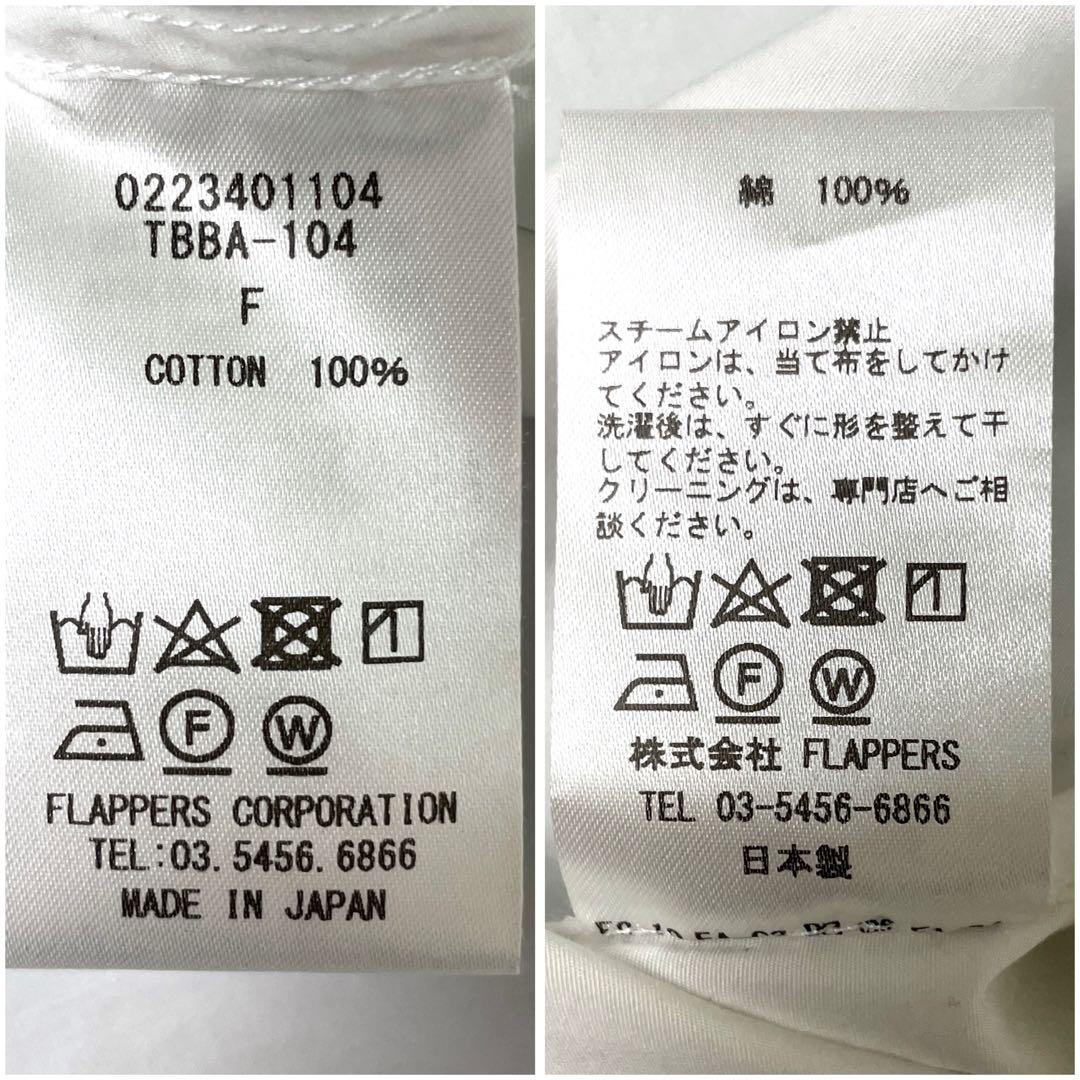 0223401104
TBBA-104
F
COTTON 100%
F
W
FLAPPERS CORPORATION
TEL:03.5456.6866
MADE IN JAPAN
綿 100%
スチームアイロン禁止
アイロンは、当て布をしてかけ
てください。
洗濯後は、すぐに形を整えて干
してください。
クリーニングは、専門店へご相
談ください。
F
W
株式会社 FLAPPERS
TEL 03-5456-6866
日本製